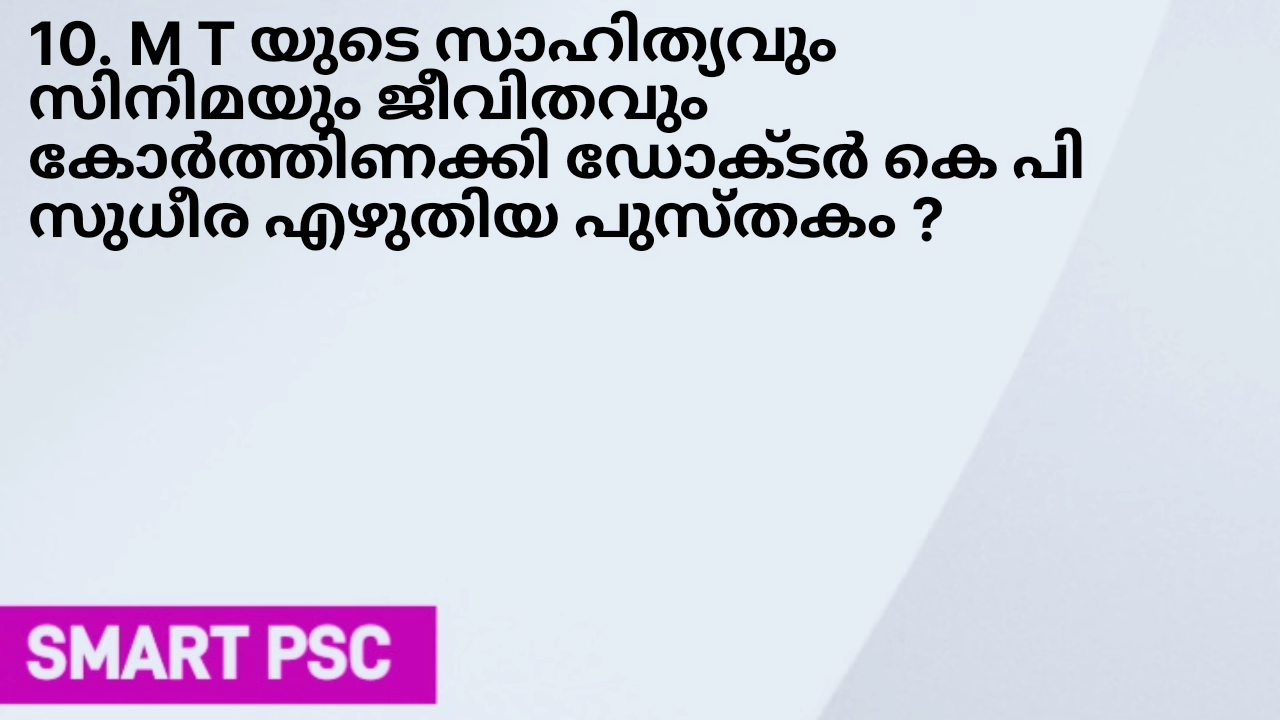 10. M T യുടെ സാഹിത്യവും
സിനിമയും ജീവിതവും
കോർത്തിണക്കി ഡോക്ടർ കെ പി
സുധീര എഴുതിയ പുസ്തകം ?
SMART PSC